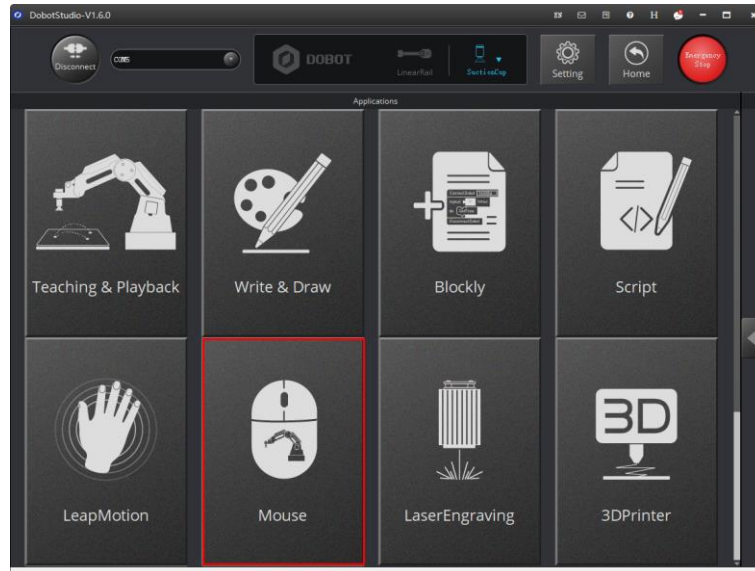 DobotStudio-V1.6.0
H
Disconnect
COM5
DOBOT
LinearRail
SuctionCup
Setting
Home
Emergency
Stop
Applications
Teaching & Playback
Write & Draw
Blockly
Script
LeapMotion
Mouse
3D
LaserEngraving
3DPrinter